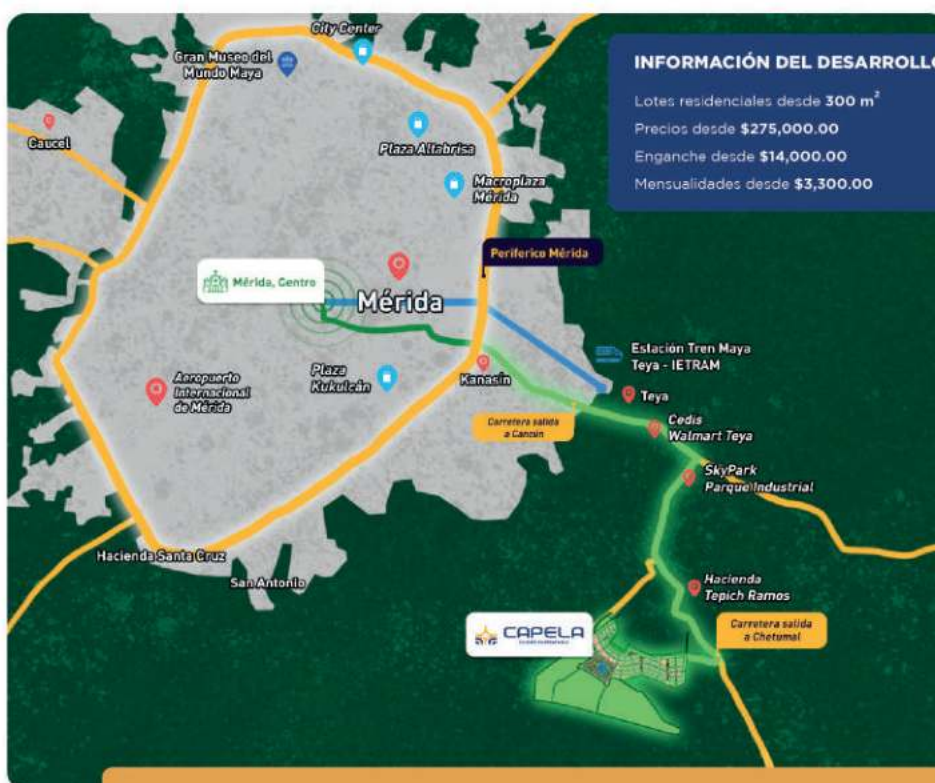 City Center
Gran Museo del
Mundo Maya
Caucel
Plaza Altabrisa
Macroplaza
Mérida
INFORMACIÓN DEL DESARROLLO
Lotes residenciales desde 300 m²
Precios desde $275,000.00
Enganche desde $14,000.00
Mensualidades desde $3,300.00
Periferico Mérida
Mérida, Centro
Mérida
Aeropuerto
Internacional
de Mérida
Plaza
Kukulcán
Kanasín
Estación Tren Maya
Teya - IETRAM
Teya
Carretera salida
a Cancún
Cedis
Walmart Teya
SkyPark
Parque Industrial
Hacienda Santa Cruz
San Antonio
Hacienda
Tepich Ramos
CAPELA
Carretera salida
a Chetumal